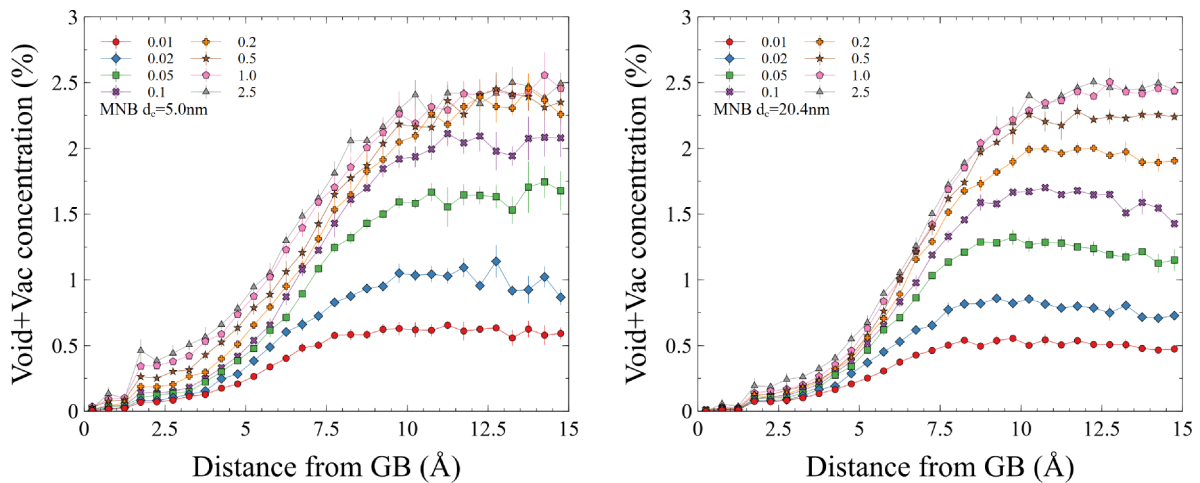 Void+Vac concentration (%)
3
2.5
2
1.5
1
0.5
0
0.01 0.2
0.02 0.5
0.05 1.0
0.1 2.5
MNB d_c=5.0nm
0 2.5 5 7.5 10 12.5 15
Distance from GB (Å)
Void+Vac concentration (%)
3
2.5
2
1.5
1
0.5
0
0.01 0.2
0.02 0.5
0.05 1.0
0.1 2.5
MNB d_c=20.4nm
0 2.5 5 7.5 10 12.5 15
Distance from GB (Å)